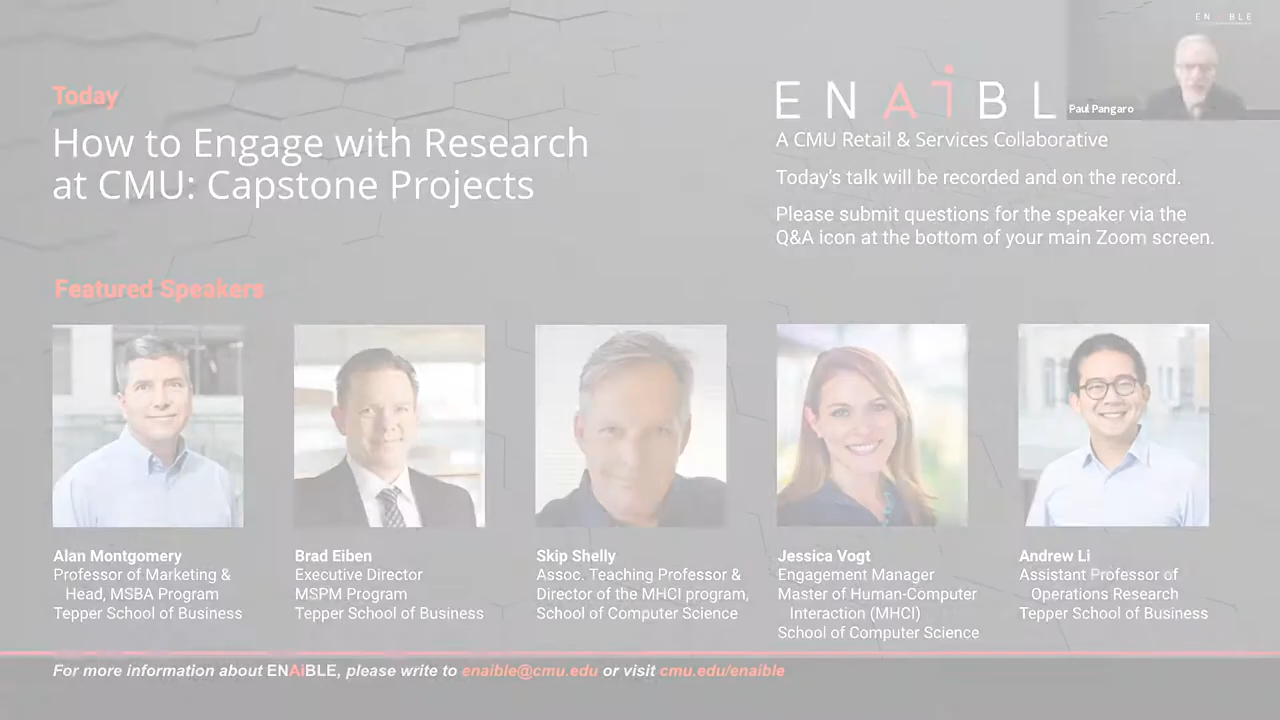 EN BLE
Today
How to Engage with Research
at CMU: Capstone Projects
ENAiBL
Paul Pangaro
A CMU Retail & Services Collaborative
Today's talk will be recorded and on the record.
Please submit questions for the speaker via the
Q&A icon at the bottom of your main Zoom screen.
Featured Speakers
Alan Montgomery
Professor of Marketing &
Head, MSBA Program
Tepper School of Business
Brad Eiben
Executive Director
MSPM Program
Tepper School of Business
Skip Shelly
Assoc. Teaching Professor &
Director of the MHCI program,
School of Computer Science
Jessica Vogt
Engagement Manager
Master of Human-Computer
Interaction (MHCI)
School of Computer Science
Andrew Li
Assistant Professor of
Operations Research
Tepper School of Business
For more information about ENAiBLE, please write to enaible@cmu.edu or visit cmu.edu/enaible